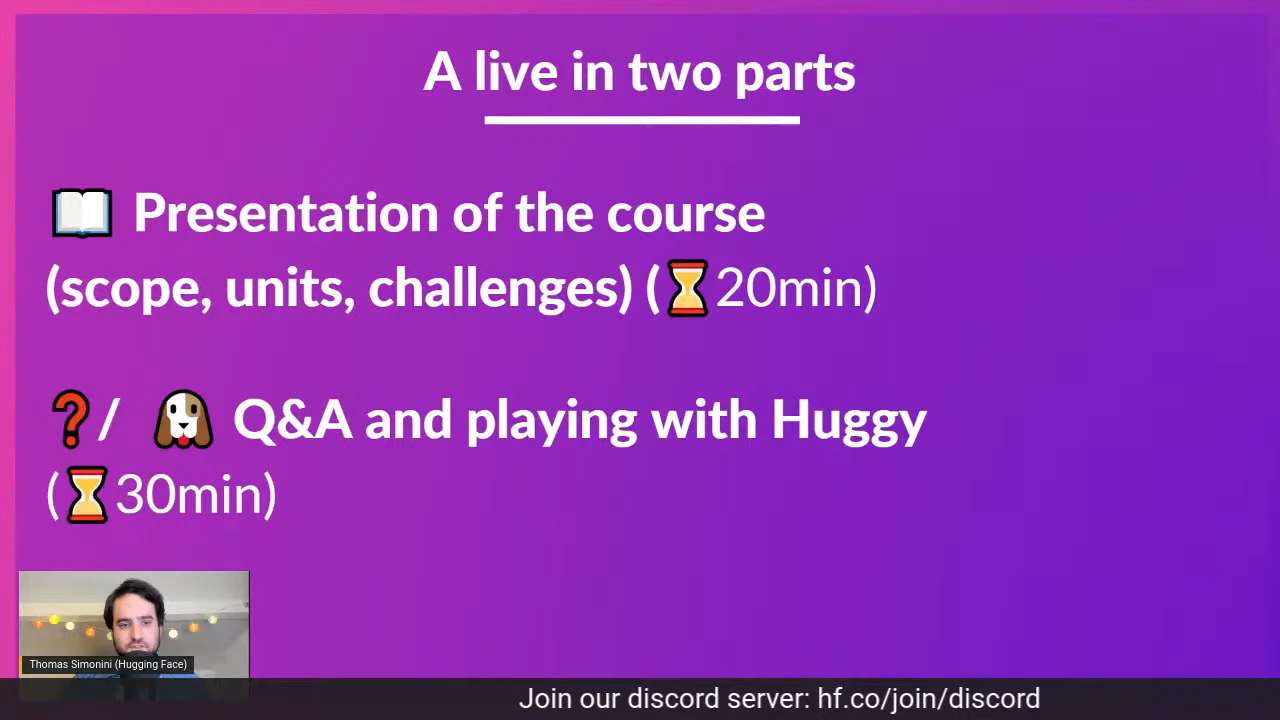 A live in two parts
📖 Presentation of the course
(scope, units, challenges) (⏳20min)
❓/ 🐶 Q&A and playing with Huggy
(⏳30min)
Thomas Simonini (Hugging Face)
Join our discord server: hf.co/join/discord